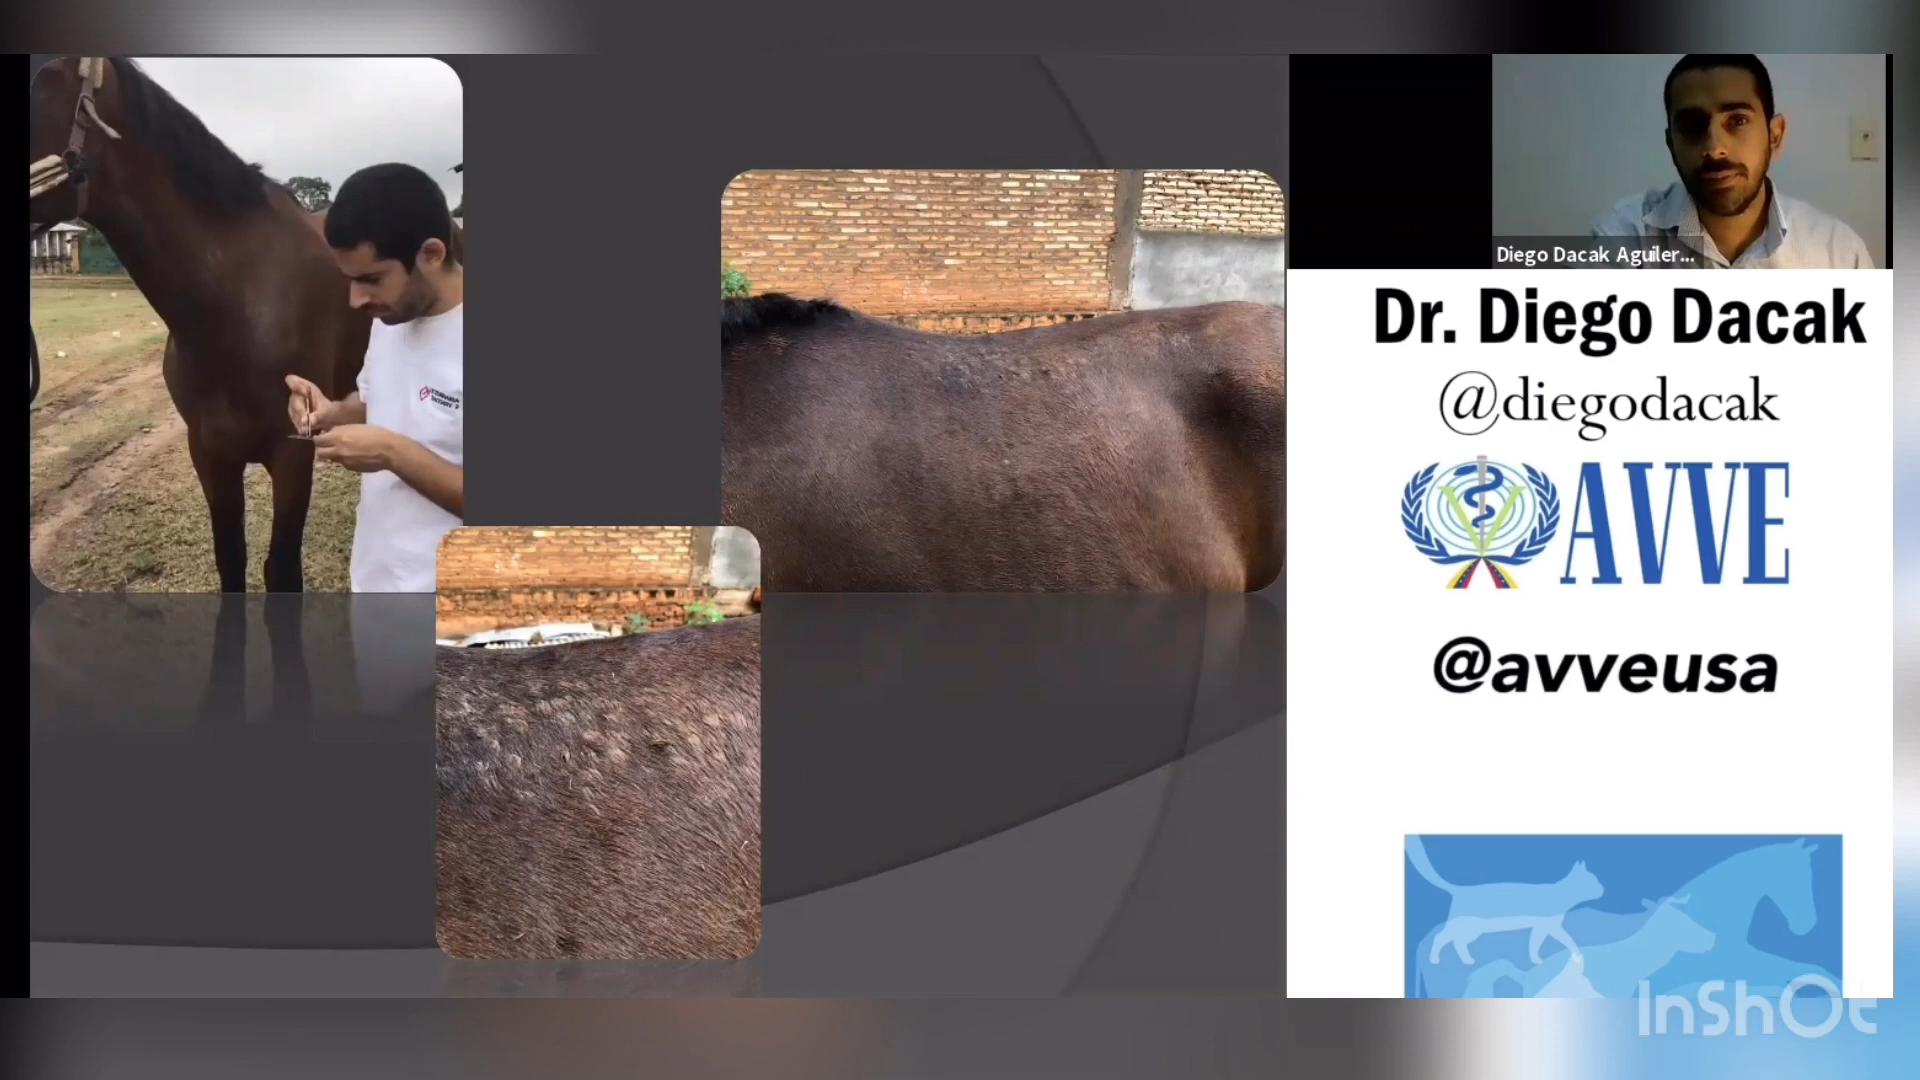 Diego Dacak Aguiler...
Dr. Diego Dacak
@diegodacak
AVVE
@avveusa
InShOt